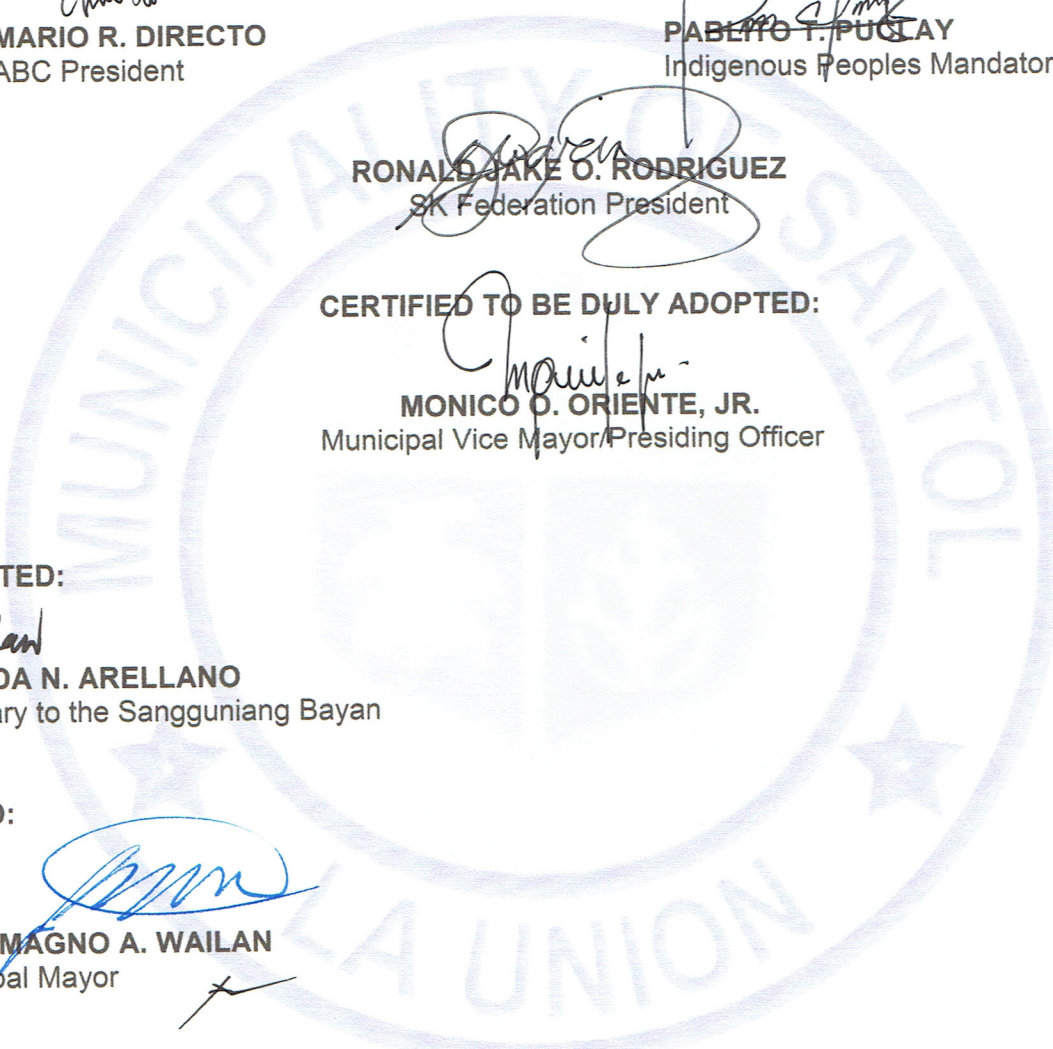 MARIO R. DIRECTO
ABC President
PABLITO T. PUCLAY
Indigenous Peoples Mandator
RONALD JAKE O. RODRIGUEZ
SK Federation President
CERTIFIED TO BE DULY ADOPTED:
MONICO O. ORIENTE, JR.
Municipal Vice Mayor/Presiding Officer
TED:
DA N. ARELLANO
ary to the Sangguniang Bayan
D:
MAGNO A. WAILAN
pal Mayor
MUNICIPALITY OF SANTOL
LA UNION